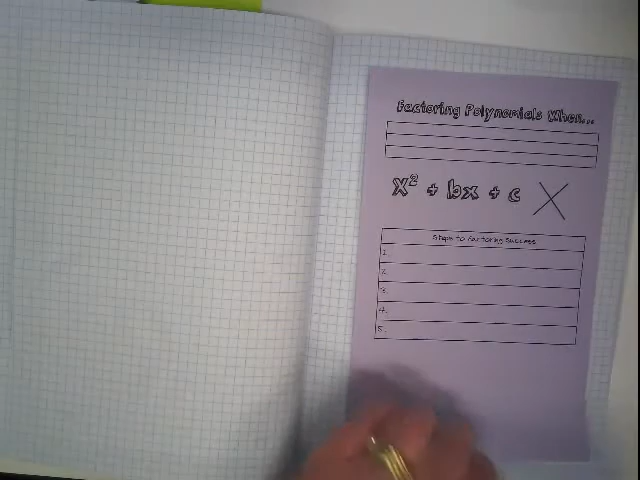 Factoring Polynomials When...
x² + bx + c
Steps to Factoring Success
1.
2.
3.
4.
5.